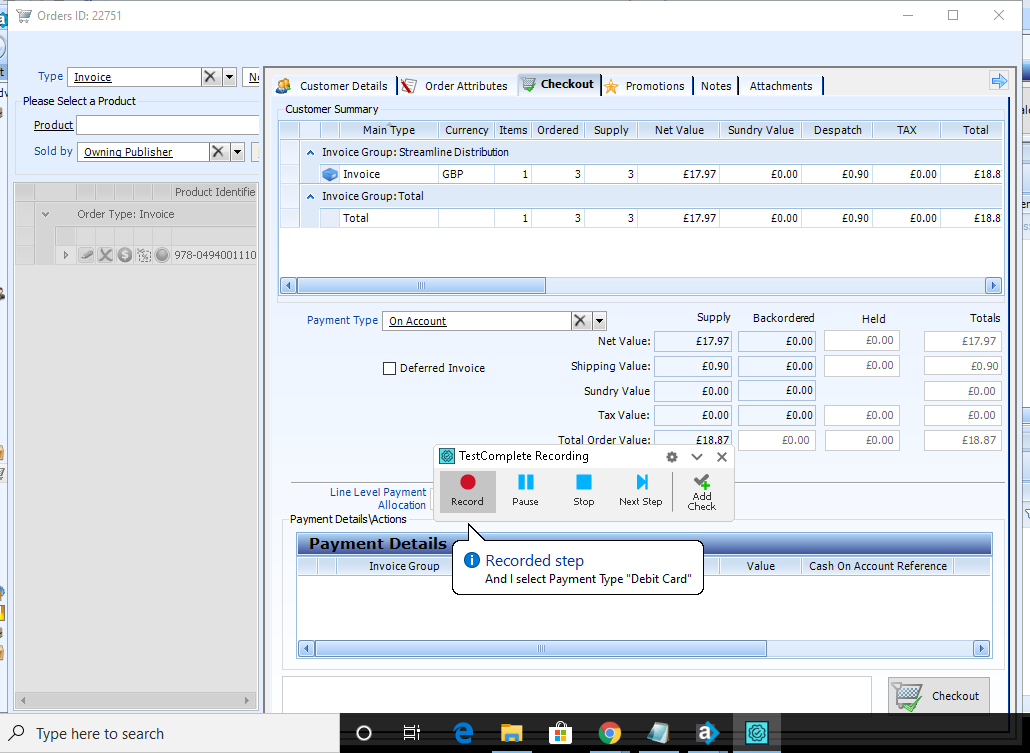 Orders ID: 22751
Type Invoice
Please Select a Product
Product
Sold by Owning Publisher
Product Identifie
Order Type: Invoice
978-0494001110
Customer Details Order Attributes Checkout Promotions Notes Attachments
Customer Summary
Main Type Currency Items Ordered Supply Net Value Sundry Value Despatch TAX Total
Invoice Group: Streamline Distribution
Invoice GBP 1 3 3 £17.97 £0.00 £0.90 £0.00 £18.8
Invoice Group: Total
Total 1 3 3 £17.97 £0.00 £0.90 £0.00 £18.8
Payment Type On Account
Supply Backordered Held Totals
Net Value: £17.97 £0.00 £0.00 £17.97
Deferred Invoice
Shipping Value: £0.90 £0.00 £0.00 £0.90
Sundry Value £0.00 £0.00 £0.00
Tax Value: £0.00 £0.00 £0.00 £0.00
Total Order Value: £18.87 £0.00 £0.00 £18.87
TestComplete Recording
Record Pause Stop Next Step Add
Check
Line Level Payment
Allocation
Payment Details\Actions
Payment Details
Invoice Group Value Cash On Account Reference
Recorded step
And I select Payment Type "Debit Card"
Checkout
Type here to search